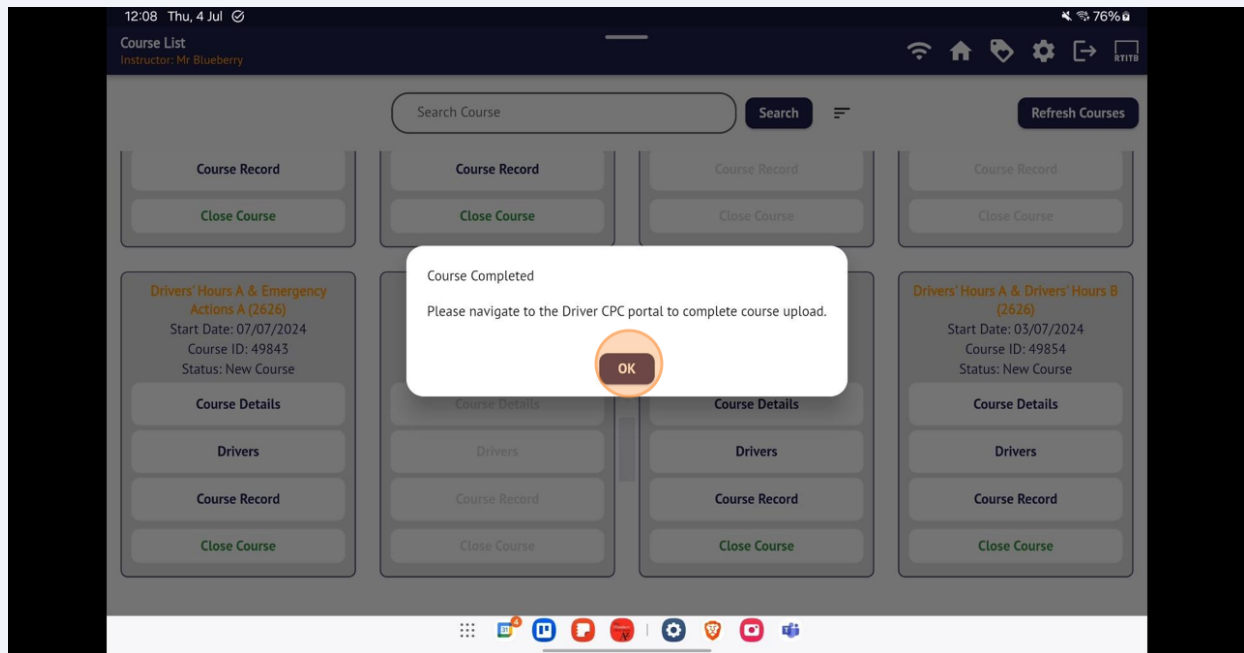 12:08 Thu, 4 Jul
76%
Course List
Instructor: Mr Blueberry
RTITB
Search Course
Search
Refresh Courses
Course Record
Course Record
Course Record
Course Record
Close Course
Close Course
Close Course
Close Course
Course Completed
Please navigate to the Driver CPC portal to complete course upload.
OK
Drivers' Hours A & Emergency
Actions A (2626)
Start Date: 07/07/2024
Course ID: 49843
Status: New Course
Drivers' Hours A & Drivers' Hours B
(2626)
Start Date: 03/07/2024
Course ID: 49854
Status: New Course
Course Details
Course Details
Course Details
Course Details
Drivers
Drivers
Drivers
Drivers
Course Record
Course Record
Course Record
Course Record
Close Course
Close Course
Close Course
Close Course
31
4